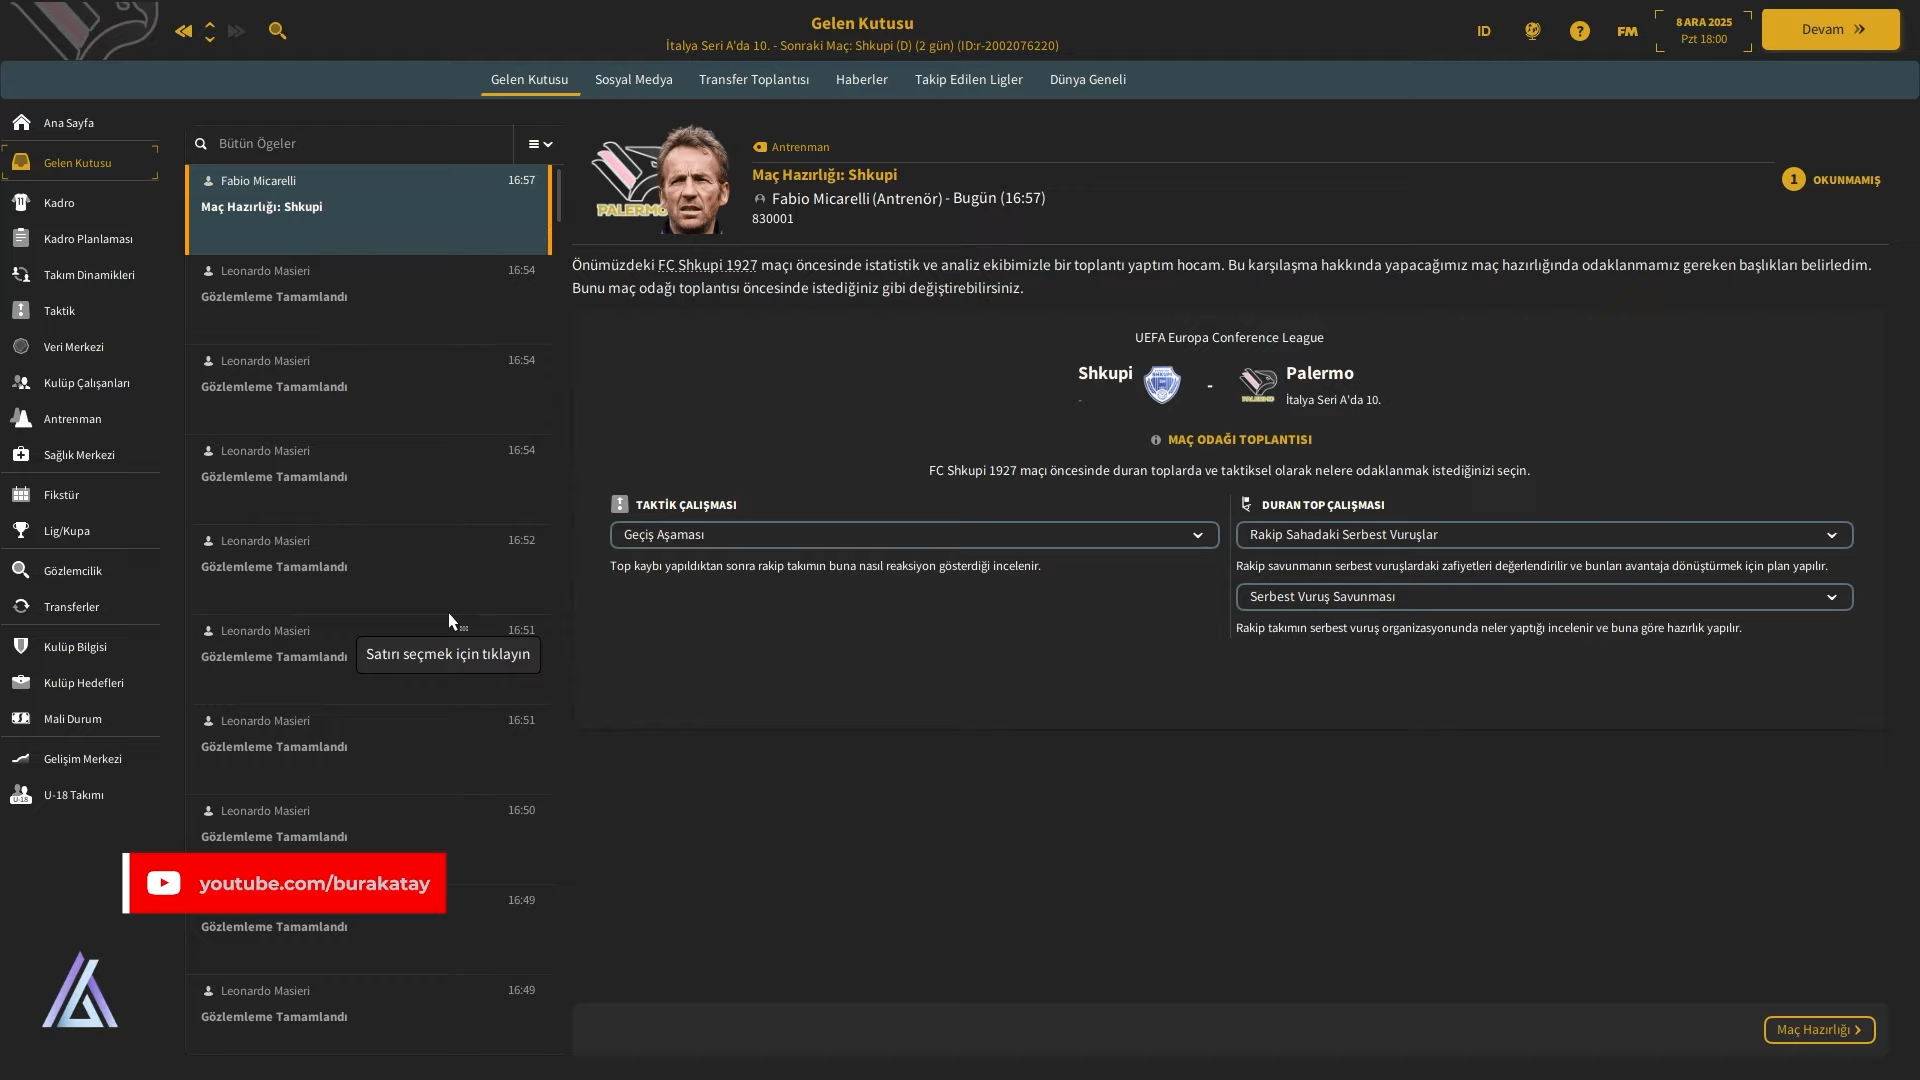 Gelen Kutusu
İtalya Seri A'da 10. - Sonraki Maç: Shkupi (D) (2 gün) (ID:r-2002076220)
ID
?
FM
8 ARA 2025
Pzt 18:00
Devam
Gelen Kutusu
Sosyal Medya
Transfer Toplantısı
Haberler
Takip Edilen Ligler
Dünya Geneli
Ana Sayfa
Gelen Kutusu
11
Kadro
Kadro Planlaması
Takım Dinamikleri
Taktik
Veri Merkezi
Kulüp Çalışanları
Antrenman
Sağlık Merkezi
Fikstür
Lig/Kupa
Gözlemcilik
Transferler
Kulüp Bilgisi
Kulüp Hedefleri
Mali Durum
Gelişim Merkezi
U-18
U-18 Takımı
Bütün Ögeler
Fabio Micarelli 16:57
Maç Hazırlığı: Shkupi
Leonardo Masieri 16:54
Gözlemleme Tamamlandı
Leonardo Masieri 16:54
Gözlemleme Tamamlandı
Leonardo Masieri 16:54
Gözlemleme Tamamlandı
Leonardo Masieri 16:52
Gözlemleme Tamamlandı
Leonardo Masieri 16:51
Gözlemleme Tamamlandı
Satırı seçmek için tıklayın
Leonardo Masieri 16:51
Gözlemleme Tamamlandı
Leonardo Masieri 16:50
Gözlemleme Tamamlandı
16:49
Gözlemleme Tamamlandı
Leonardo Masieri 16:49
Gözlemleme Tamamlandı
youtube.com/burakatay
PALERMO
Antrenman
Maç Hazırlığı: Shkupi
Fabio Micarelli (Antrenör) - Bugün (16:57)
830001
1 OKUNMAMIŞ
Önümüzdeki FC Shkupi 1927 maçı öncesinde istatistik ve analiz ekibimizle bir toplantı yaptım hocam. Bu karşılaşma hakkında yapacağımız maç hazırlığında odaklanmamız gereken başlıkları belirledim.
Bunu maç odağı toplantısı öncesinde istediğiniz gibi değiştirebilirsiniz.
UEFA Europa Conference League
Shkupi
-
SHKUPI
-
PALERMO
Palermo
İtalya Seri A'da 10.
MAÇ ODAĞI TOPLANTISI
FC Shkupi 1927 maçı öncesinde duran toplarda ve taktiksel olarak nelere odaklanmak istediğinizi seçin.
TAKTİK ÇALIŞMASI
Geçiş Aşaması
Top kaybı yapıldıktan sonra rakip takımın buna nasıl reaksiyon gösterdiği incelenir.
DURAN TOP ÇALIŞMASI
Rakip Sahadaki Serbest Vuruşlar
Rakip savunmanın serbest vuruşlardaki zafiyetleri değerlendirilir ve bunları avantaja dönüştürmek için plan yapılır.
Serbest Vuruş Savunması
Rakip takımın serbest vuruş organizasyonunda neler yaptığı incelenir ve buna göre hazırlık yapılır.
Maç Hazırlığı